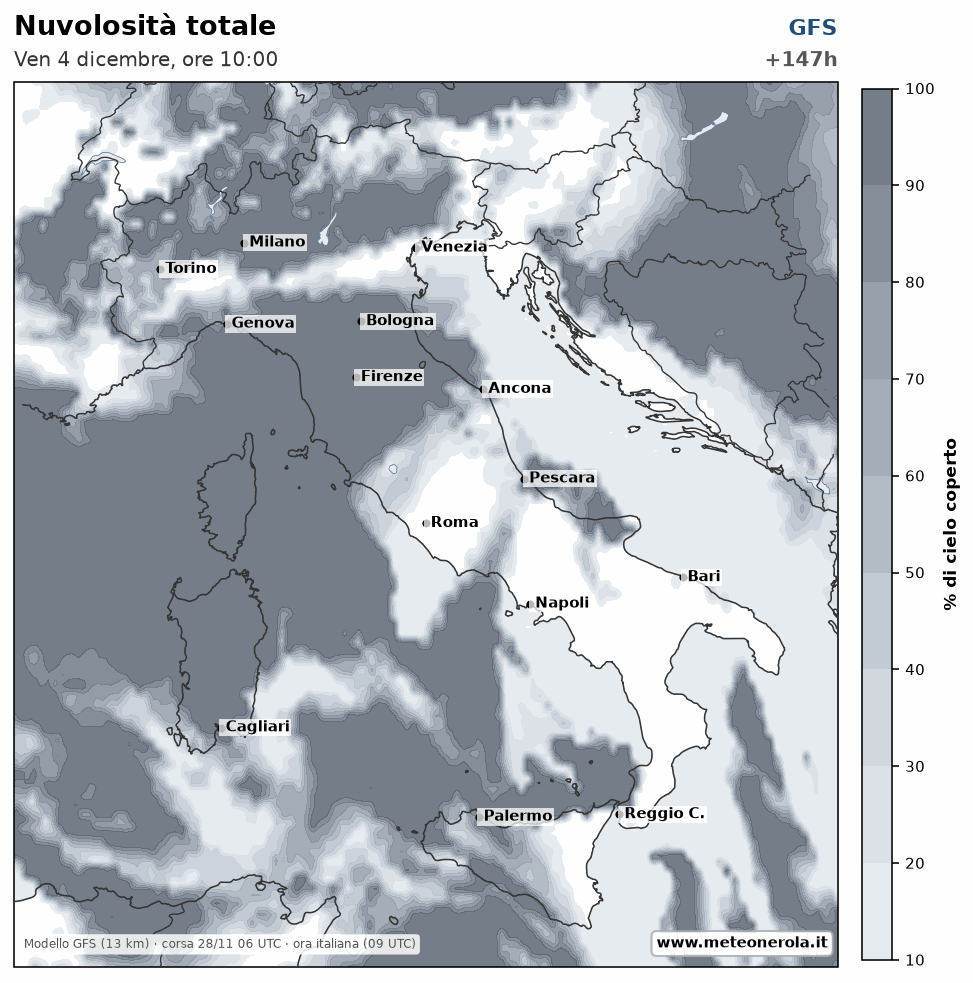 Nuvolosità totale
GFS
Ven 4 dicembre, ore 10:00
+147h
Milano
Venezia
Torino
Genova
Bologna
Firenze
Ancona
Pescara
Roma
Bari
Napoli
Cagliari
Palermo
Reggio C.
100
90
80
70
60
50
40
30
20
10
% di cielo coperto
Modello GFS (13 km) · corsa 28/11 06 UTC · ora italiana (09 UTC)
www.meteonerola.it